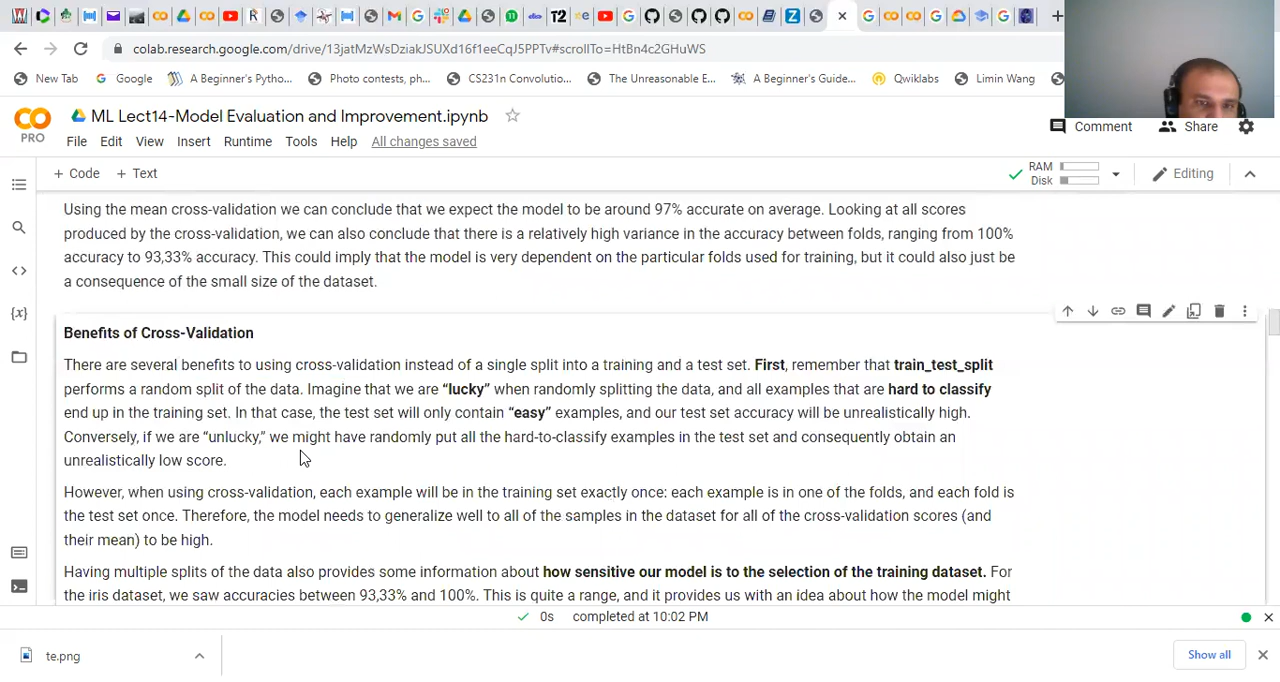 colab.research.google.com/drive/13jatMzWsDziakJSUXd16f1eeCqJ5PPTv#scrollTo=HtBn4c2GHuWS
New Tab Google A Beginner's Pytho... Photo contests, ph... CS231n Convolutio... The Unreasonable E... A Beginner's Guide... Qwiklabs Limin Wang
PRO
ML Lect14-Model Evaluation and Improvement.ipynb
Comment Share
File Edit View Insert Runtime Tools Help All changes saved
+ Code + Text
RAM
Disk
Editing
Using the mean cross-validation we can conclude that we expect the model to be around 97% accurate on average. Looking at all scores
produced by the cross-validation, we can also conclude that there is a relatively high variance in the accuracy between folds, ranging from 100%
accuracy to 93,33% accuracy. This could imply that the model is very dependent on the particular folds used for training, but it could also just be
a consequence of the small size of the dataset.
Benefits of Cross-Validation
There are several benefits to using cross-validation instead of a single split into a training and a test set. First, remember that train_test_split
performs a random split of the data. Imagine that we are “lucky” when randomly splitting the data, and all examples that are hard to classify
end up in the training set. In that case, the test set will only contain “easy” examples, and our test set accuracy will be unrealistically high.
Conversely, if we are “unlucky,” we might have randomly put all the hard-to-classify examples in the test set and consequently obtain an
unrealistically low score.
However, when using cross-validation, each example will be in the training set exactly once: each example is in one of the folds, and each fold is
the test set once. Therefore, the model needs to generalize well to all of the samples in the dataset for all of the cross-validation scores (and
their mean) to be high.
Having multiple splits of the data also provides some information about how sensitive our model is to the selection of the training dataset. For
the iris dataset, we saw accuracies between 93,33% and 100%. This is quite a range, and it provides us with an idea about how the model might
0s completed at 10:02 PM
te.png
Show all